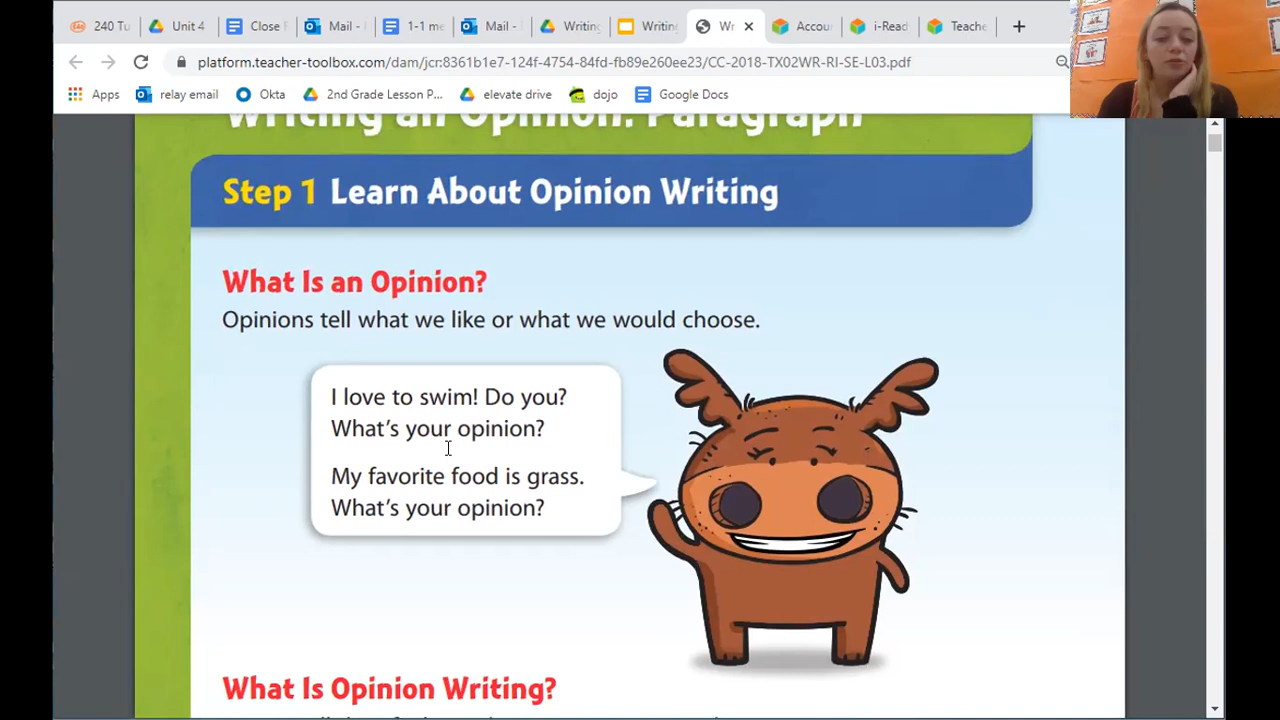 240 Tu
Unit 4
Close
Mail -
1-1 me
Mail -
Writing
Writing
Wr
Accou
i-Read
Teache
platform.teacher-toolbox.com/dam/jcr:8361b1e7-124f-4754-84fd-fb89e260ee23/CC-2018-TX02WR-RI-SE-L03.pdf
Apps
relay email
Okta
2nd Grade Lesson P...
elevate drive
dojo
Google Docs
Writing an Opinion: Paragraph
Step 1 Learn About Opinion Writing
What Is an Opinion?
Opinions tell what we like or what we would choose.
I love to swim! Do you?
What's your opinion?
My favorite food is grass.
What's your opinion?
What Is Opinion Writing?